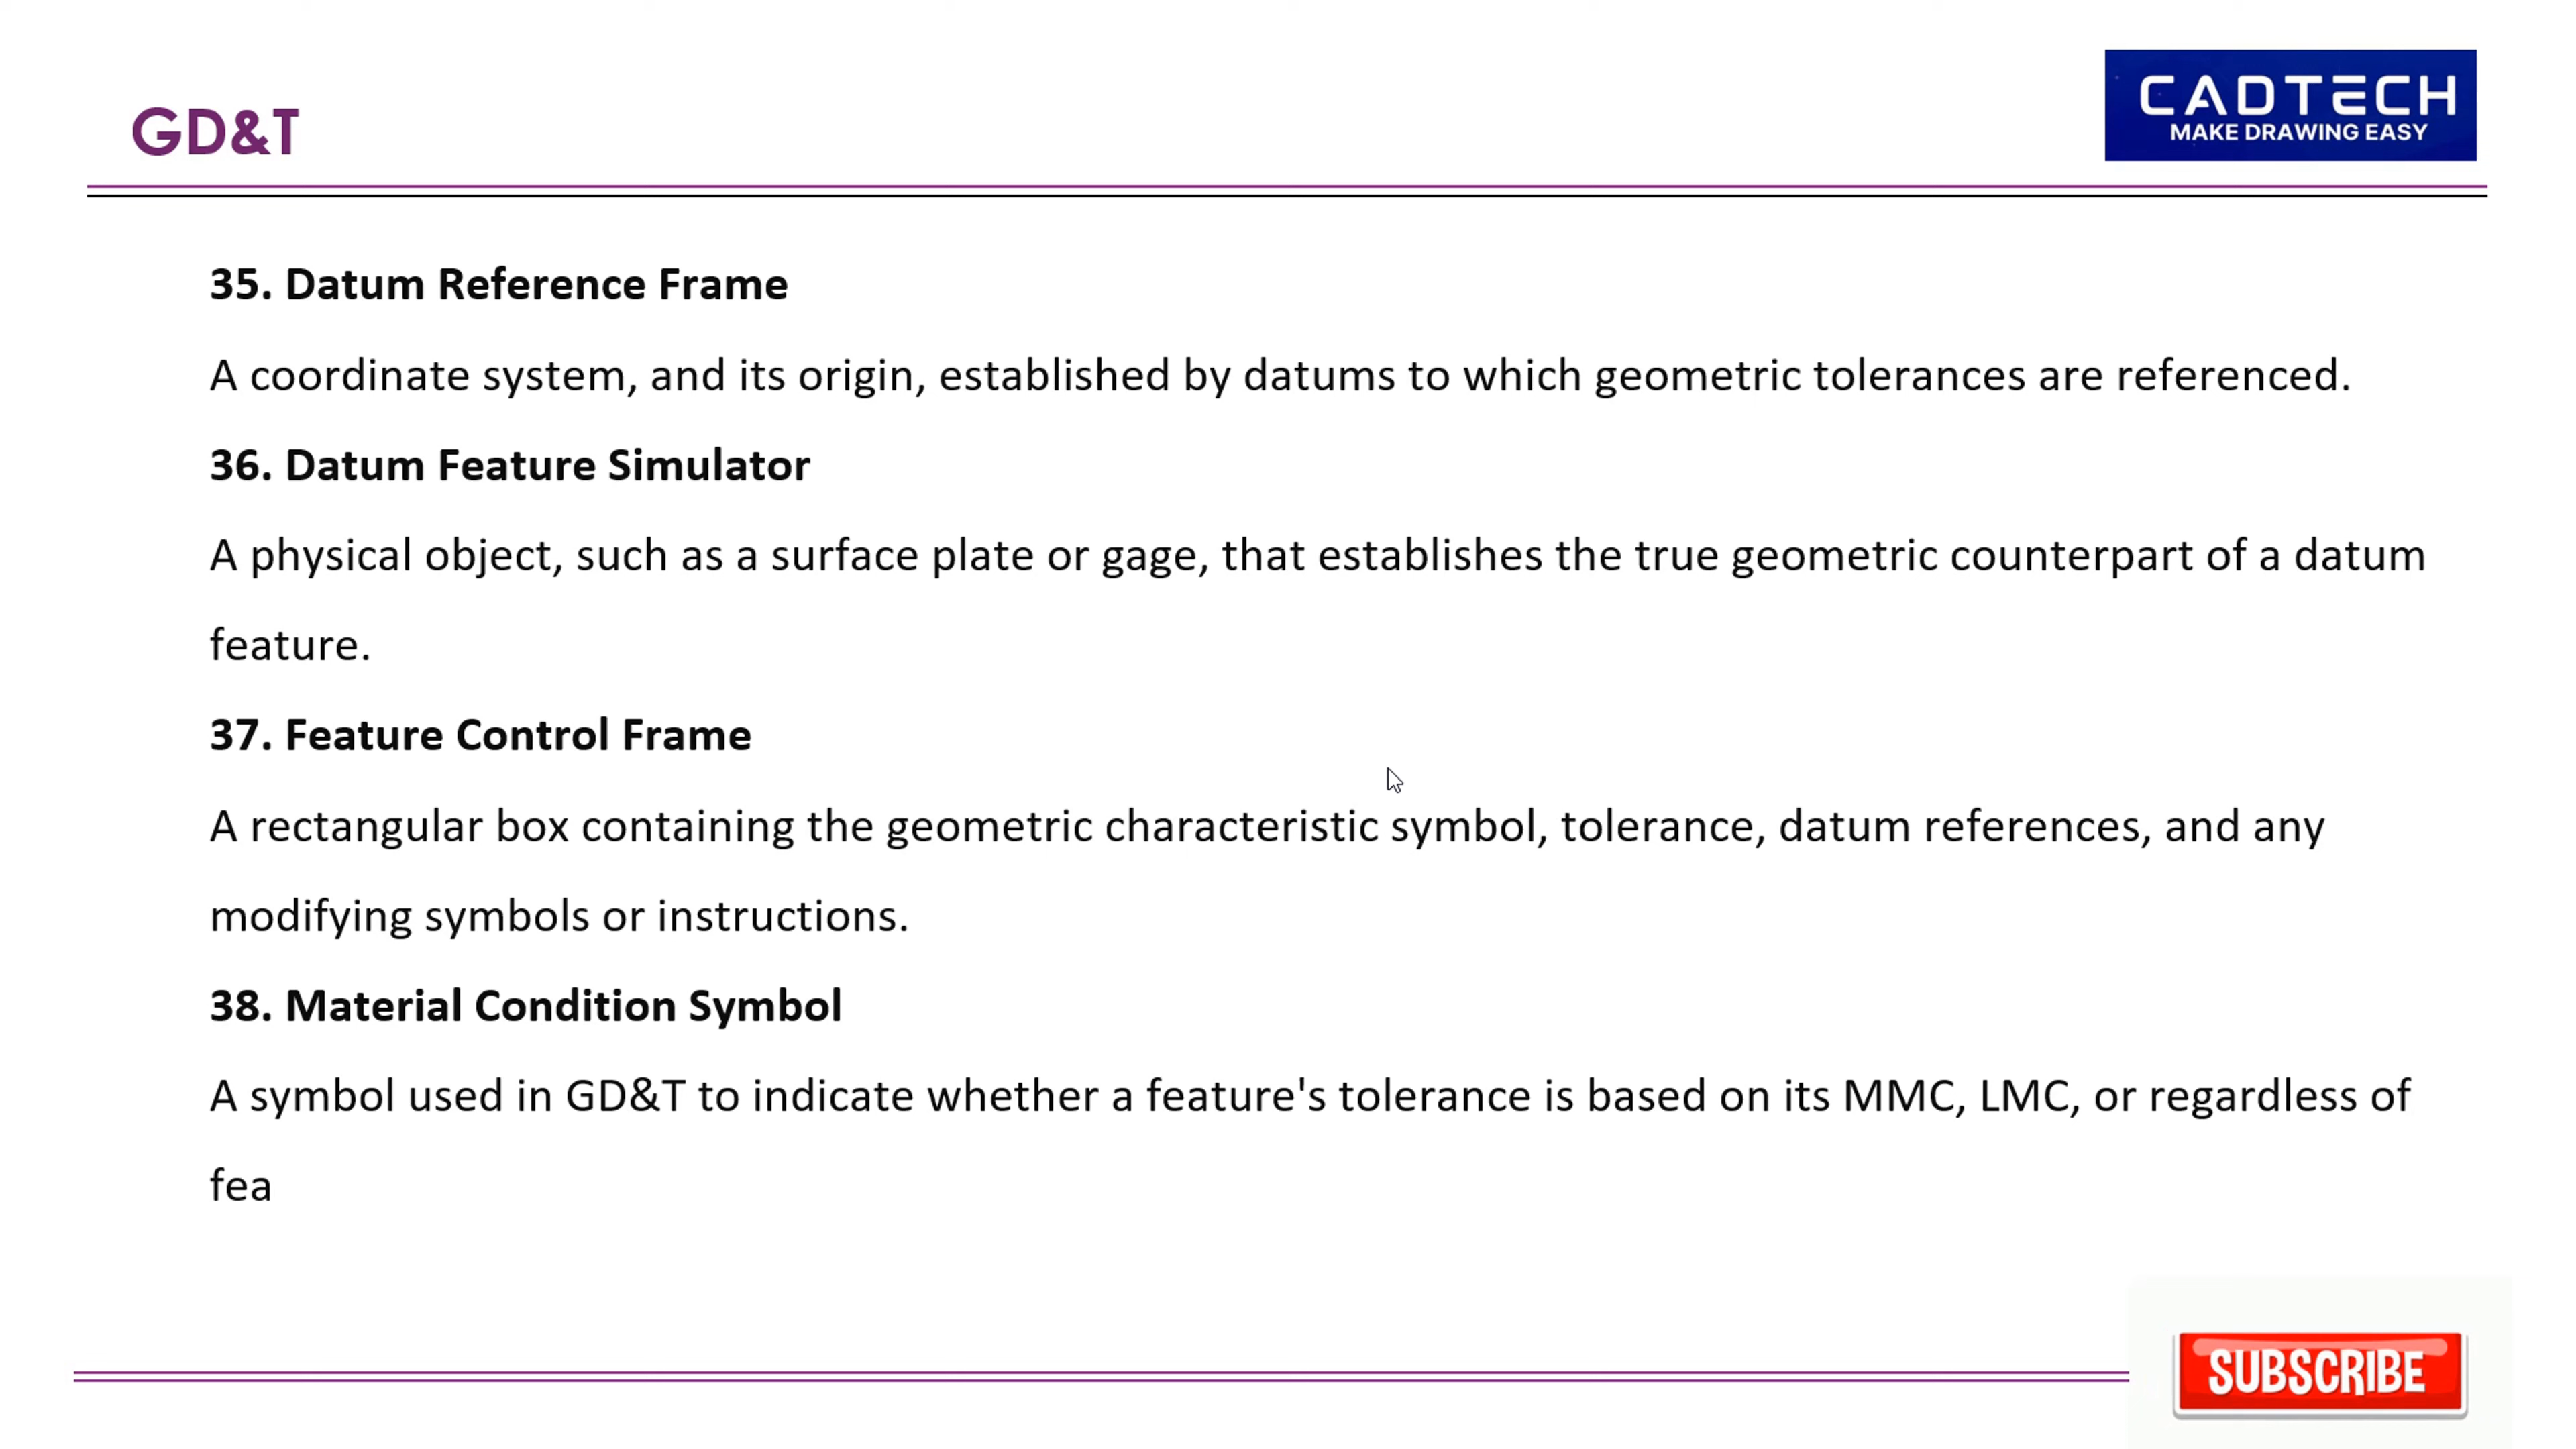 GD&T
CADTECH
MAKE DRAWING EASY
35. Datum Reference Frame
A coordinate system, and its origin, established by datums to which geometric tolerances are referenced.
36. Datum Feature Simulator
A physical object, such as a surface plate or gage, that establishes the true geometric counterpart of a datum
feature.
37. Feature Control Frame
A rectangular box containing the geometric characteristic symbol, tolerance, datum references, and any
modifying symbols or instructions.
38. Material Condition Symbol
A symbol used in GD&T to indicate whether a feature's tolerance is based on its MMC, LMC, or regardless of
fea
SUBSCRIBE